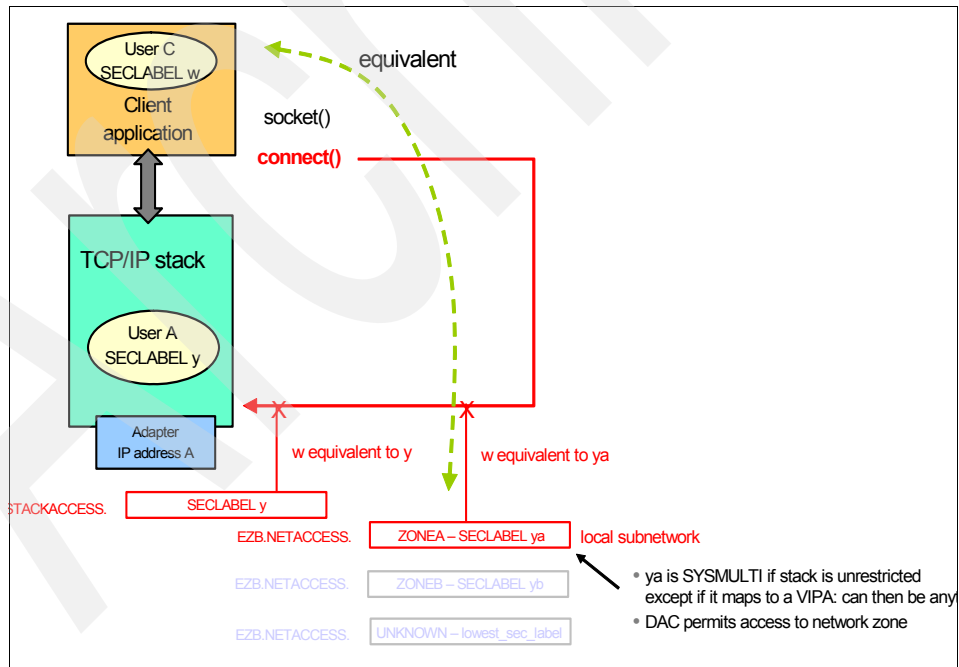 User C
SECLABEL w
Client
application
equivalent
socket()
connect()
TCP/IP stack
User A
SECLABEL y
Adapter
IP address A
X
X
w equivalent to y
w equivalent to ya
STACKACCESS.
SECLABEL y
EZB.NETACCESS.
ZONEA – SECLABEL ya
local subnetwork
EZB.NETACCESS.
ZONEB – SECLABEL yb
EZB.NETACCESS.
UNKNOWN – lowest_sec_label
• ya is SYSMULTI if stack is unrestricted
except if it maps to a VIPA: can then be any
• DAC permits access to network zone